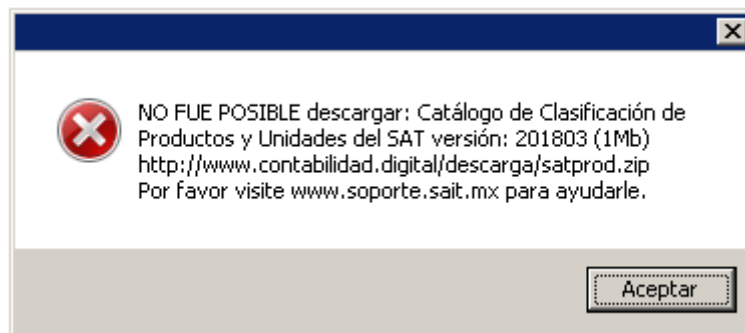 NO FUE POSIBLE descargar: Catálogo de Clasificación de
Productos y Unidades del SAT versión: 201803 (1Mb)
http://www.contabilidad.digital/descarga/satprod.zip
Por favor visite www.soporte.sait.mx para ayudarle.
Aceptar